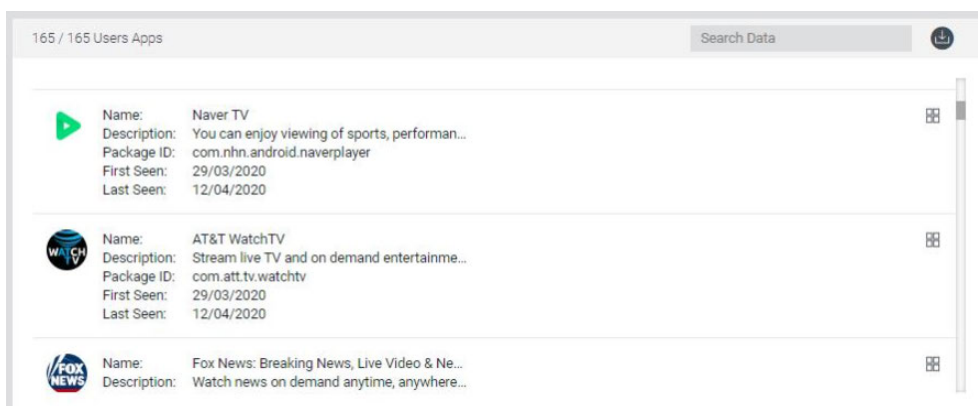 165 / 165 Users Apps Search Data
Name: Naver TV
Description: You can enjoy viewing of sports, performan...
Package ID: com.nhn.android.naverplayer
First Seen: 29/03/2020
Last Seen: 12/04/2020
WATCH
TV
Name: AT&T WatchTV
Description: Stream live TV and on demand entertainme...
Package ID: com.att.tv.watchtv
First Seen: 29/03/2020
Last Seen: 12/04/2020
FOX
NEWS
Name: Fox News: Breaking News, Live Video & Ne...
Description: Watch news on demand anytime, anywhere...